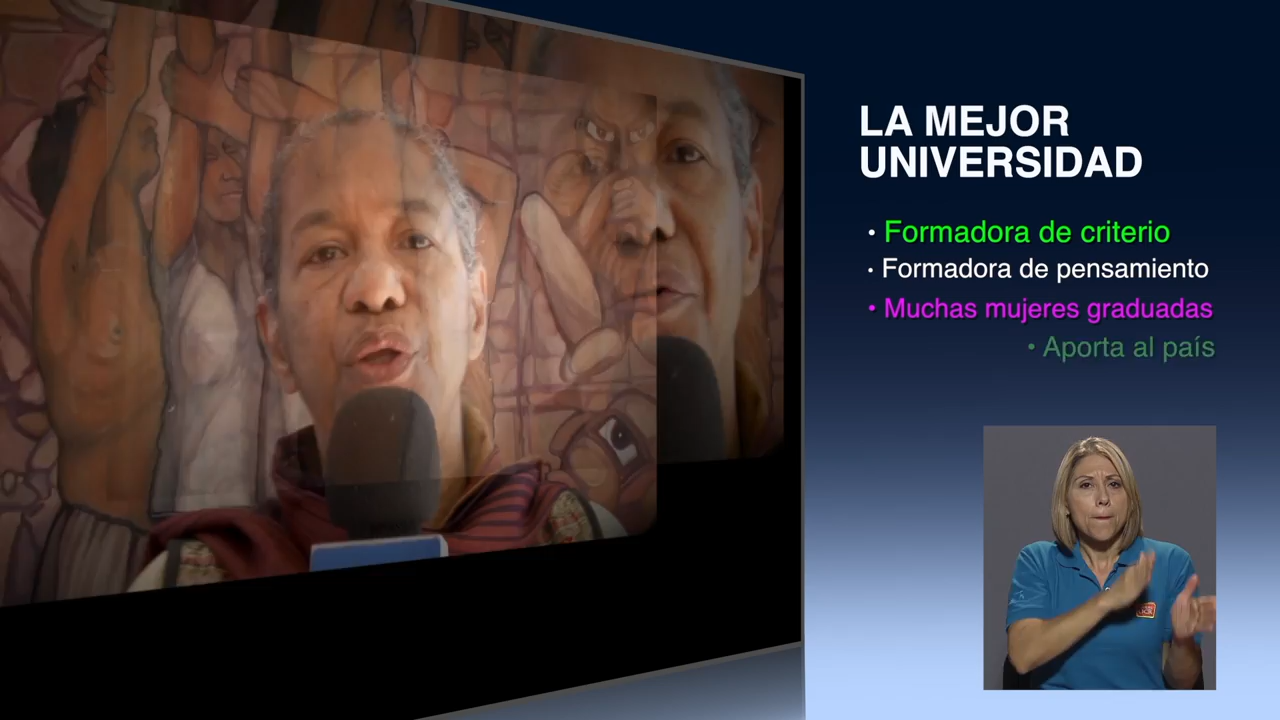 LA MEJOR
UNIVERSIDAD
• Formadora de criterio
• Formadora de pensamiento
• Muchas mujeres graduadas
• Aporta al país